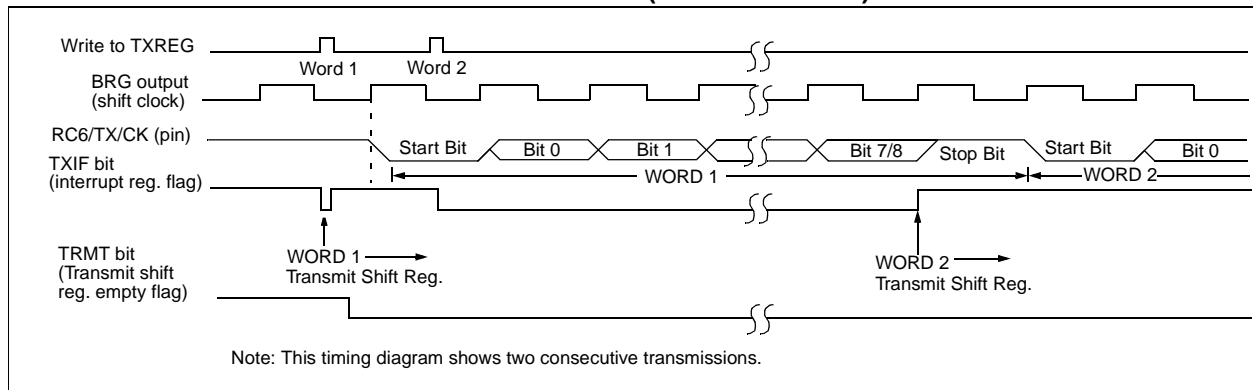 Write to TXREG
Word 1
Word 2
BRG output
(shift clock)
RC6/TX/CK (pin)
Start Bit
Bit 0
Bit 1
Bit 7/8
Stop Bit
Start Bit
Bit 0
TXIF bit
(interrupt reg. flag)
WORD 1
WORD 2
TRMT bit
(Transmit shift
reg. empty flag)
WORD 1
Transmit Shift Reg.
WORD 2
Transmit Shift Reg.
Note: This timing diagram shows two consecutive transmissions.